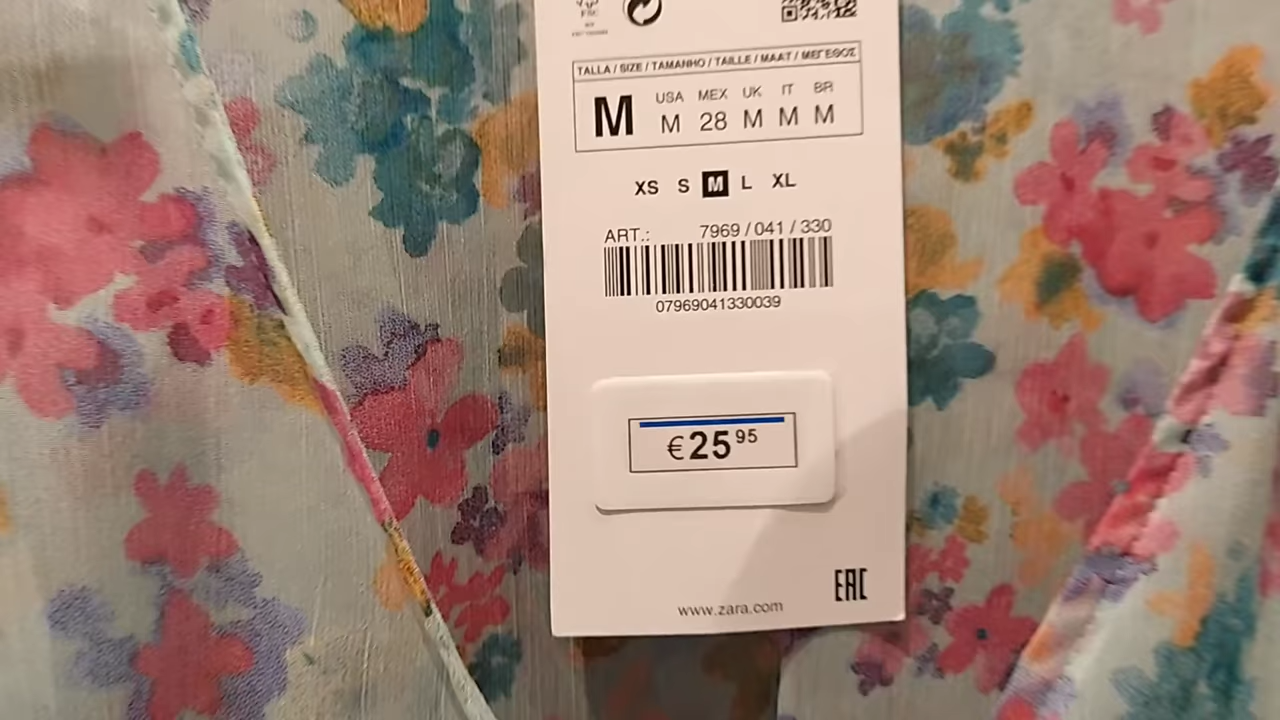 TALLA / SIZE / TAMANHO / TAILLE / MAAT / ΜΕΓΕΘΟΣ
M
USA MEX UK IT BR
M 28 M M M
XS S M L XL
ART.: 7969 / 041 / 330
07969041330039
€25 95
www.zara.com
EAC